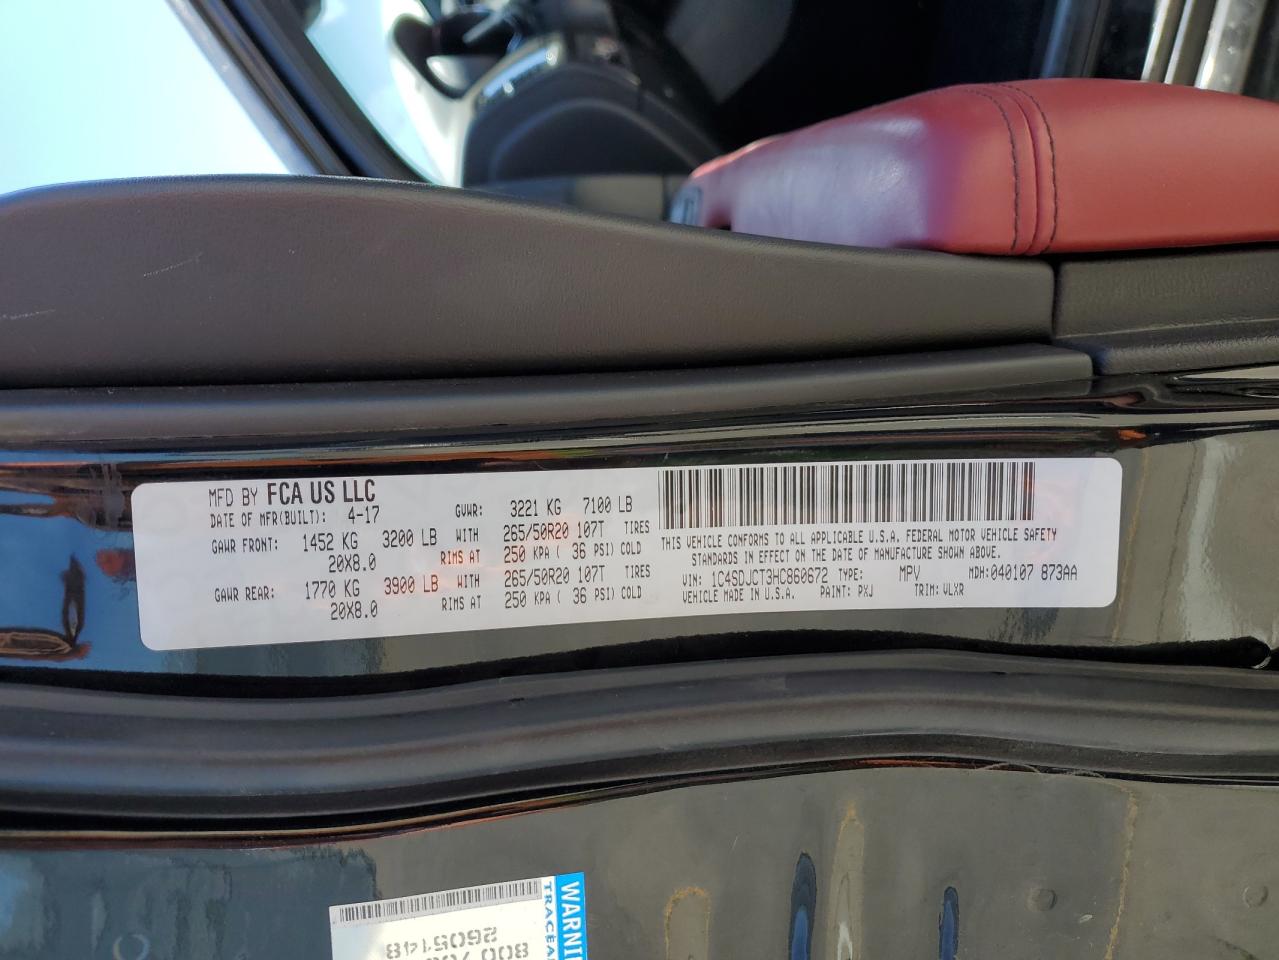 MFD BY FCA US LLC
DATE OF MFR(BUILT): 4-17 GVWR: 3221 KG 7100 LB
GAWR FRONT: 1452 KG 3200 LB WITH 265/50R20 107T TIRES
20X8.0 RIMS AT 250 KPA ( 36 PSI) COLD
GAWR REAR: 1770 KG 3900 LB WITH 265/50R20 107T TIRES
20X8.0 RIMS AT 250 KPA ( 36 PSI) COLD
THIS VEHICLE CONFORMS TO ALL APPLICABLE U.S.A. FEDERAL MOTOR VEHICLE SAFETY
STANDARDS IN EFFECT ON THE DATE OF MANUFACTURE SHOWN ABOVE.
VIN: 1C4SDJCT3HC860672 TYPE: MPV MDH:040107 873AA
VEHICLE MADE IN U.S.A. PAINT: PXJ TRIM: VLXR
WARNI
TRACEA
2605148